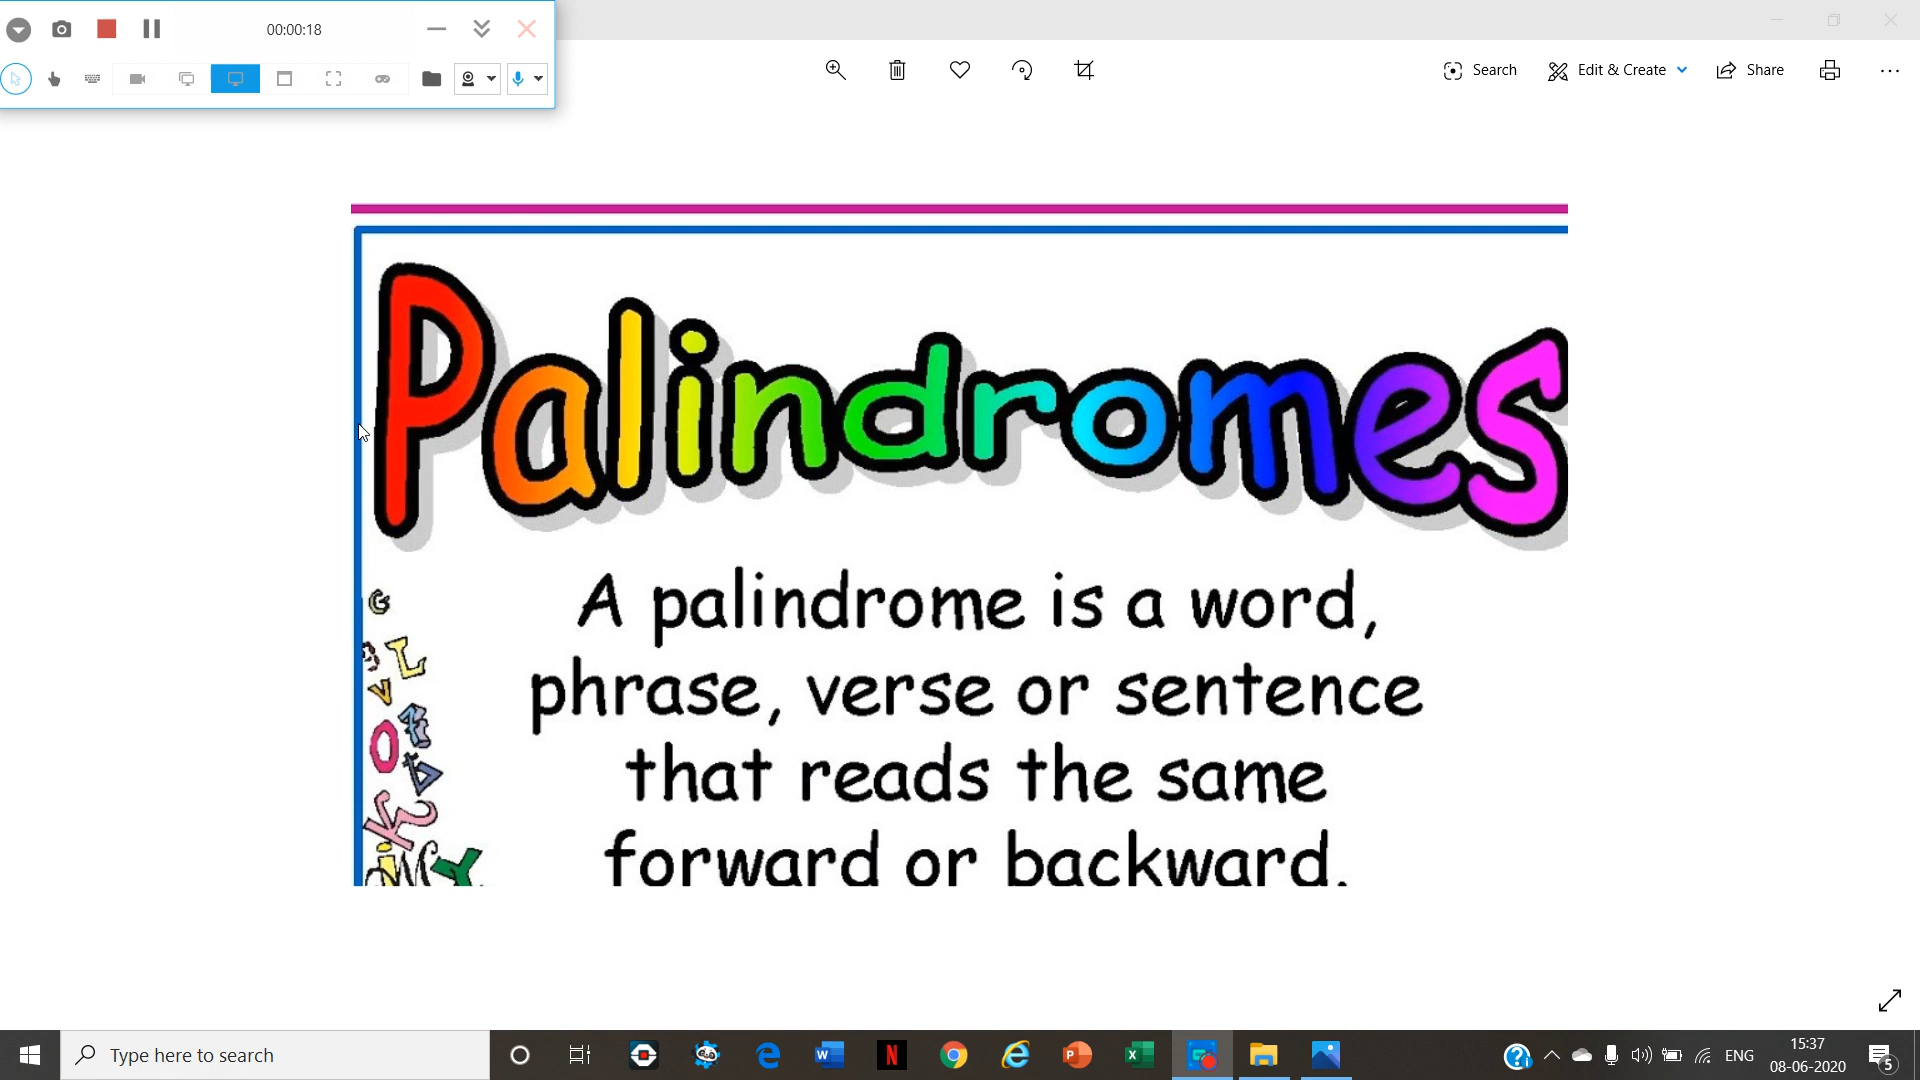 00:00:18
Search
Edit & Create
Share
Palindromes
A palindrome is a word,
phrase, verse or sentence
that reads the same
forward or backward.
G
L
V
O
K
Y
Type here to search
ENG
15:37
08-06-2020
5